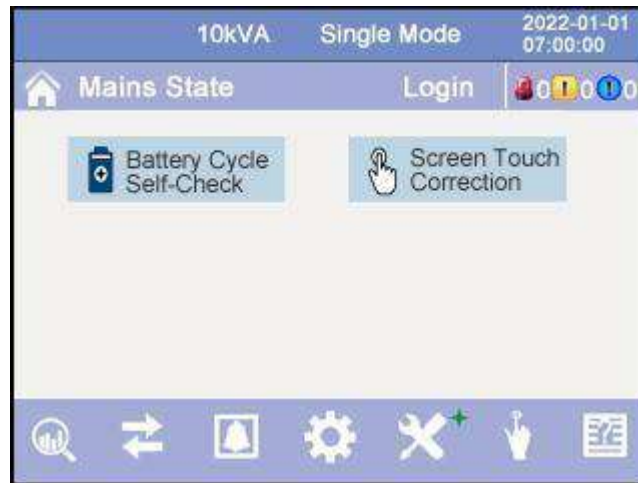 10kVA Single Mode 2022-01-01
07:00:00
Mains State Login 0 0 0
Battery Cycle
Self-Check
Screen Touch
Correction